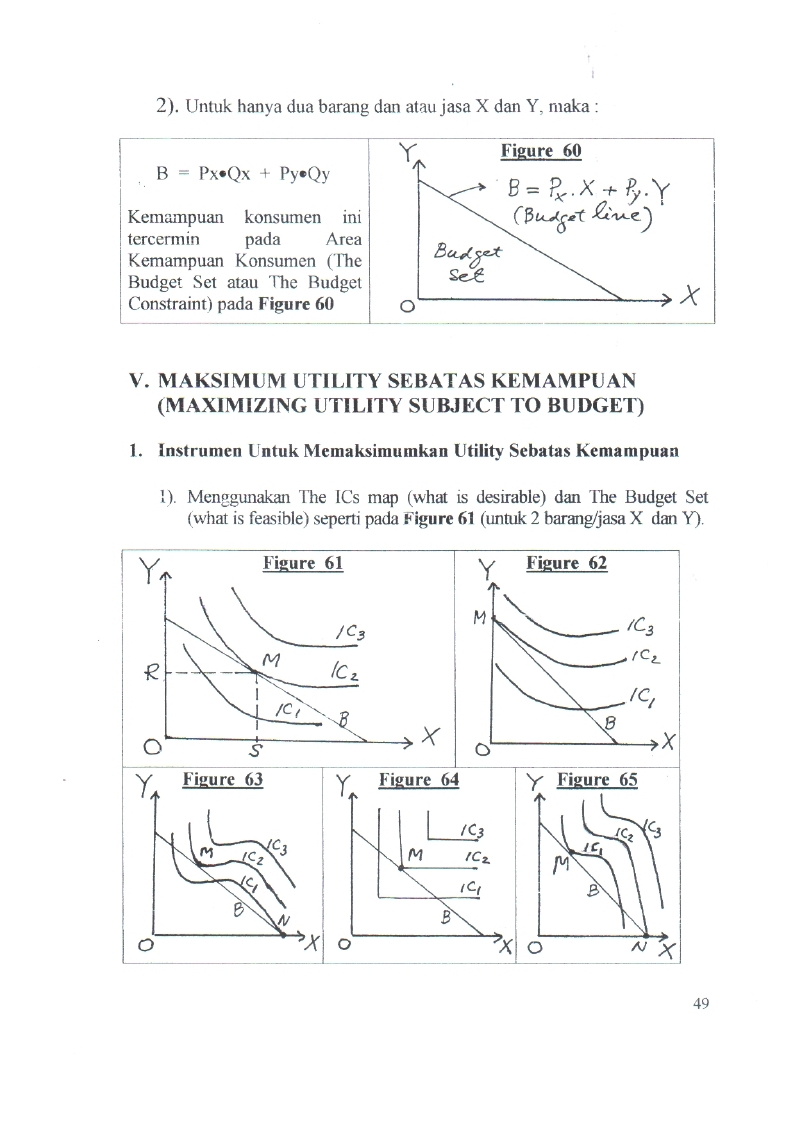 2). Untuk hanya dua barang dan atau jasa X dan Y, maka :
B = Px•Qx + Py•Qy
Kemampuan konsumen ini
tercermin pada Area
Kemampuan Konsumen (The
Budget Set atau The Budget
Constraint) pada Figure 60
Figure 60
Y
B = Px . X + Py . Y
(Budget line)
Budget
Set
O
X
V. MAKSIMUM UTILITY SEBATAS KEMAMPUAN
(MAXIMIZING UTILITY SUBJECT TO BUDGET)
1. Instrumen Untuk Memaksimumkan Utility Sebatas Kemampuan
1). Menggunakan The ICs map (what is desirable) dan The Budget Set
(what is feasible) seperti pada Figure 61 (untuk 2 barang/jasa X dan Y).
Figure 61
Y
IC3
M
IC2
R
IC1
B
X
O
S
Figure 62
Y
M
IC3
IC2
IC1
B
O
X
Figure 63
Y
M
IC3
IC2
IC1
B
N
O
X
Figure 64
Y
IC3
M
IC2
IC1
B
O
X
Figure 65
Y
IC3
IC2
IC1
M
B
O
N
X
49